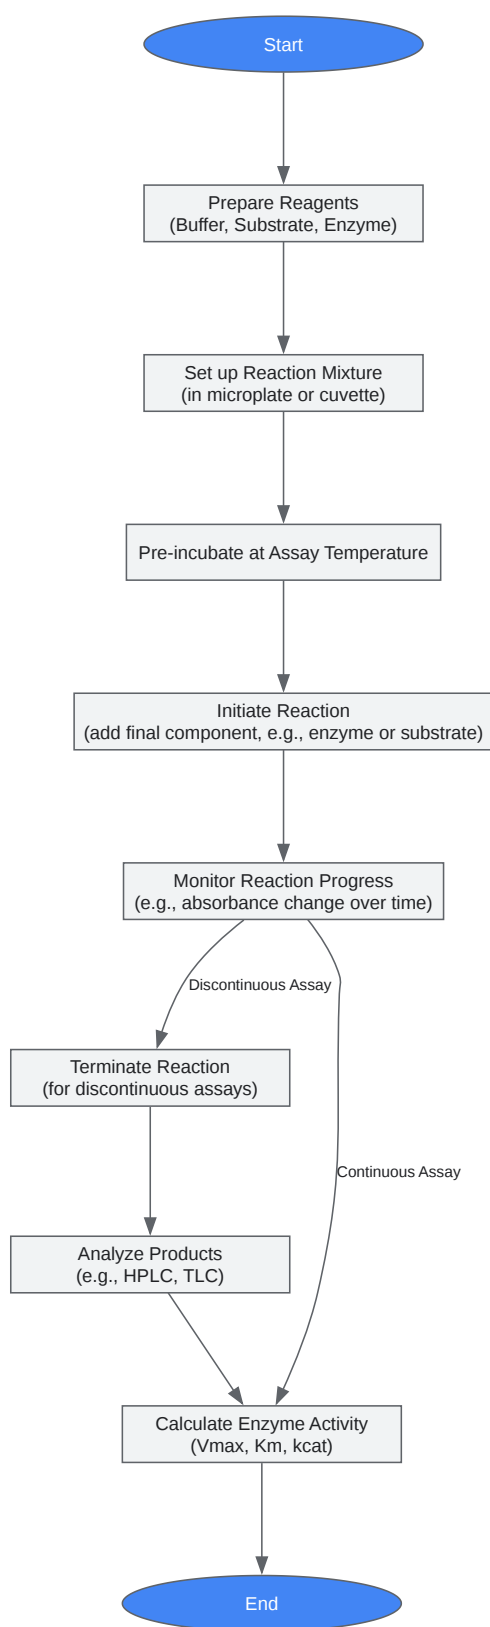 Start
Prepare Reagents
(Buffer, Substrate, Enzyme)
Set up Reaction Mixture
(in microplate or cuvette)
Pre-incubate at Assay Temperature
Initiate Reaction
(add final component, e.g., enzyme or substrate)
Monitor Reaction Progress
(e.g., absorbance change over time)
Discontinuous Assay
Terminate Reaction
(for discontinuous assays)
Continuous Assay
Analyze Products
(e.g., HPLC, TLC)
Calculate Enzyme Activity
(Vmax, Km, kcat)
End